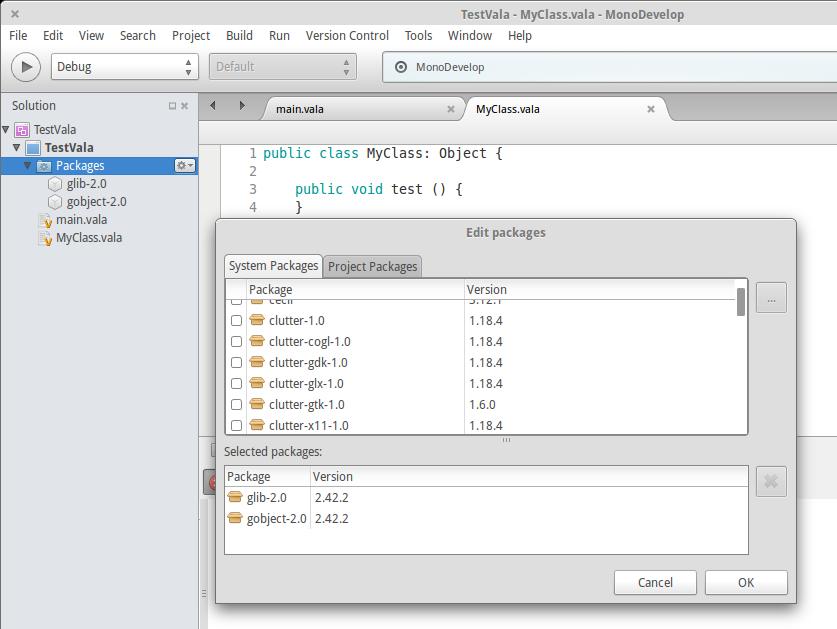 TestVala - MyClass.vala - MonoDevelop
File Edit View Search Project Build Run Version Control Tools Window Help
Debug Default MonoDevelop
Solution
main.vala MyClass.vala
TestVala
TestVala
Packages
glib-2.0
gobject-2.0
main.vala
MyClass.vala
1 public class MyClass: Object {
2
3 public void test () {
4 }
Edit packages
System Packages Project Packages
Package Version
cecil 3.12.1
clutter-1.0 1.18.4
clutter-cogl-1.0 1.18.4
clutter-gdk-1.0 1.18.4
clutter-glx-1.0 1.18.4
clutter-gtk-1.0 1.6.0
clutter-x11-1.0 1.18.4
...
Selected packages:
Package Version
glib-2.0 2.42.2
gobject-2.0 2.42.2
Cancel OK